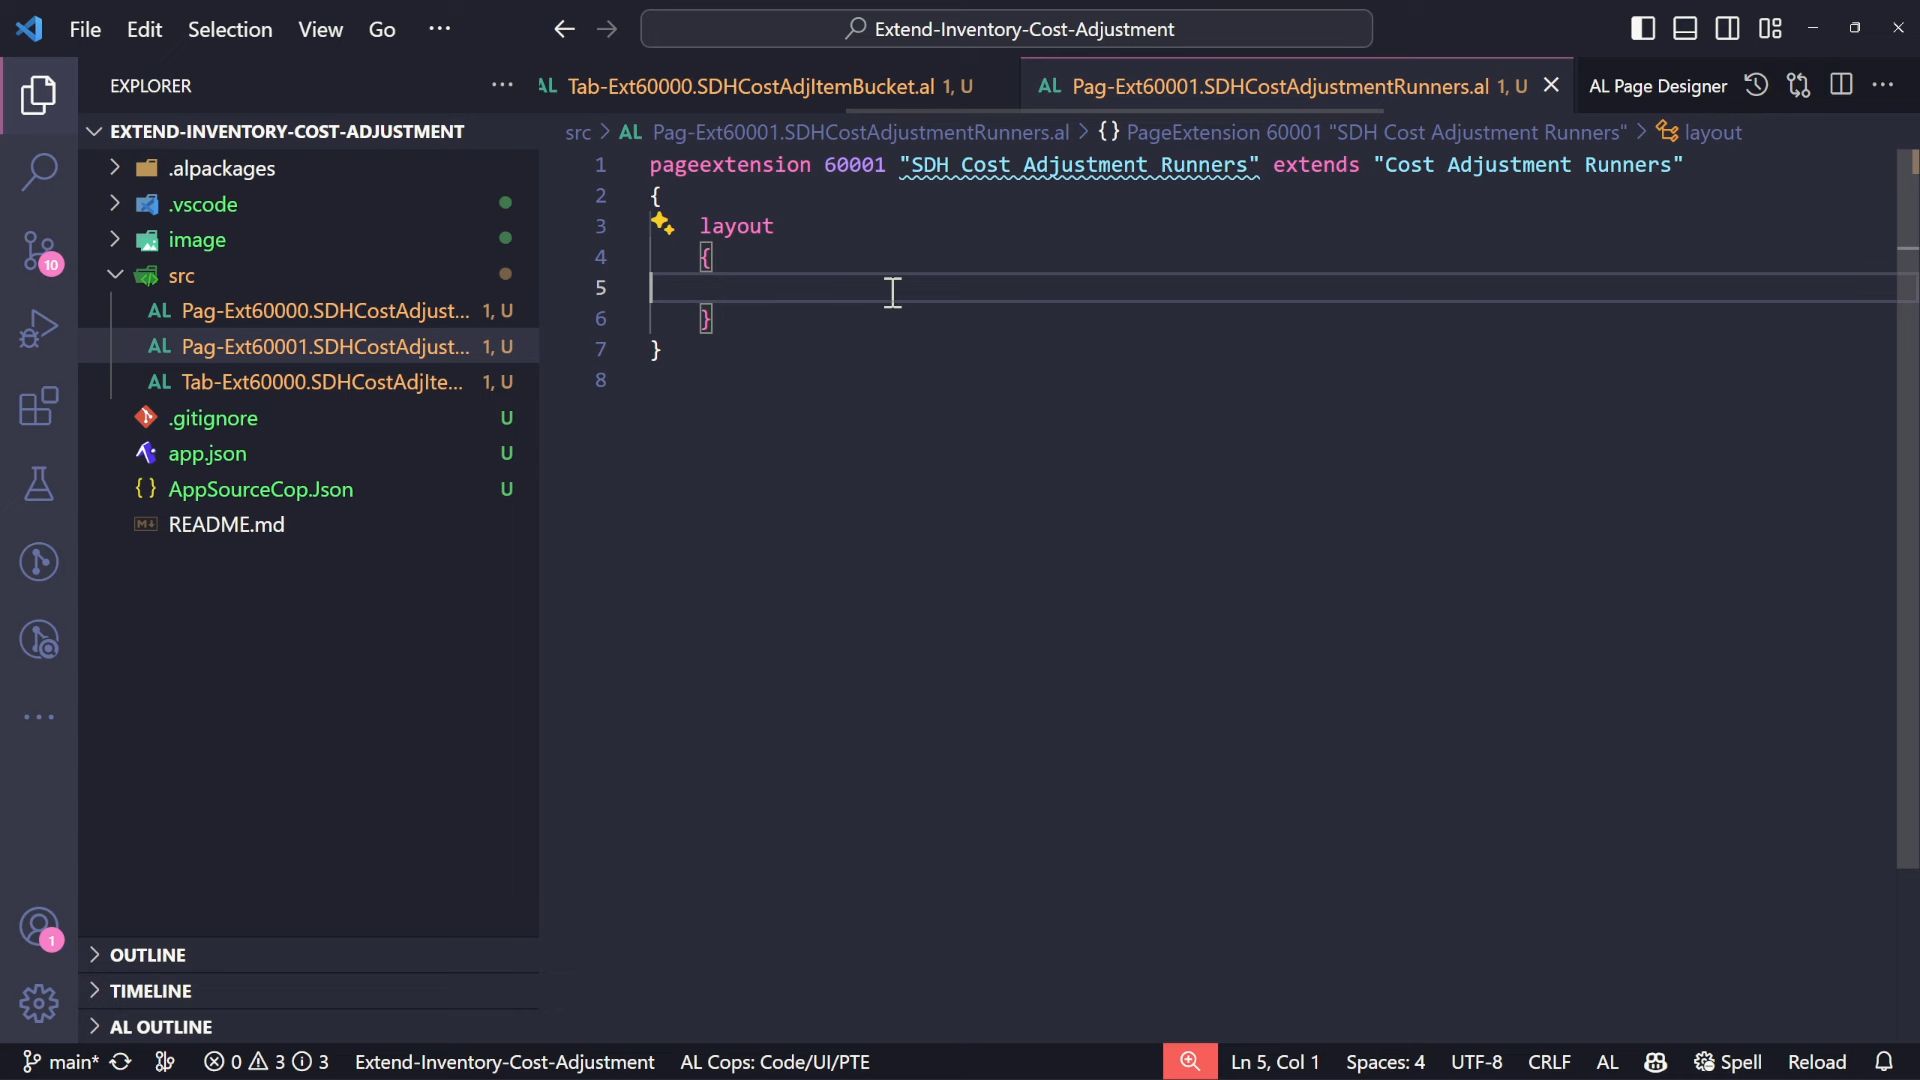 File Edit Selection View Go ···
Extend-Inventory-Cost-Adjustment
EXPLORER ···
Tab-Ext60000.SDHCostAdjItemBucket.al 1, U
AL Pag-Ext60001.SDHCostAdjustmentRunners.al 1, U
AL Page Designer
EXTEND-INVENTORY-COST-ADJUSTMENT
.alpackages
.vscode
image
src
AL Pag-Ext60000.SDHCostAdjust... 1, U
AL Pag-Ext60001.SDHCostAdjust... 1, U
AL Tab-Ext60000.SDHCostAdjIte... 1, U
.gitignore U
app.json U
{} AppSourceCop.Json U
README.md
OUTLINE
TIMELINE
AL OUTLINE
10
1
src > AL Pag-Ext60001.SDHCostAdjustmentRunners.al > {} PageExtension 60001 "SDH Cost Adjustment Runners" > layout
1 pageextension 60001 "SDH Cost Adjustment Runners" extends "Cost Adjustment Runners"
2 {
3 layout
4 {
5
6 }
7 }
8
main* 0 3 3 Extend-Inventory-Cost-Adjustment AL Cops: Code/UI/PTE Ln 5, Col 1 Spaces: 4 UTF-8 CRLF AL Spell Reload